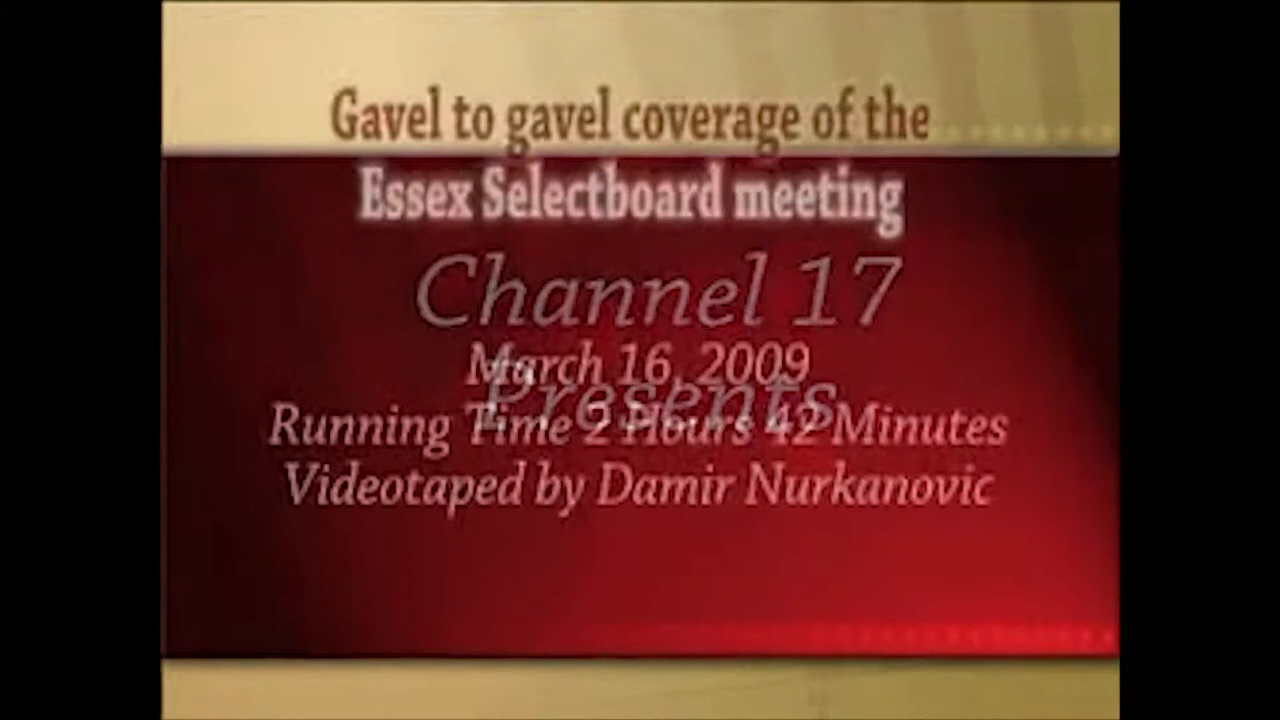 Gavel to gavel coverage of the
Essex Selectboard meeting
Channel 17
March 16, 2009
Presents
Running Time 2 Hours 42 Minutes
Videotaped by Damir Nurkanovic